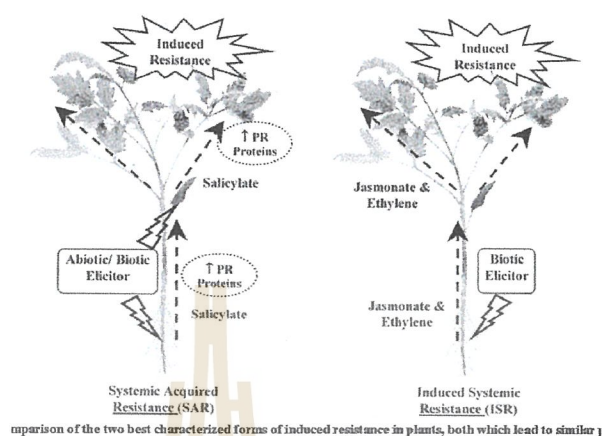 Induced
Resistance
↑ PR
Proteins
Salicylate
Abiotic/ Biotic
Elicitor
↑ PR
Proteins
Salicylate
Systemic Acquired
Resistance (SAR)
Induced
Resistance
Jasmonate &
Ethylene
Biotic
Elicitor
Jasmonate &
Ethylene
Induced Systemic
Resistance (ISR)
mparison of the two best characterized forms of induced resistance in plants, both which lead to similar